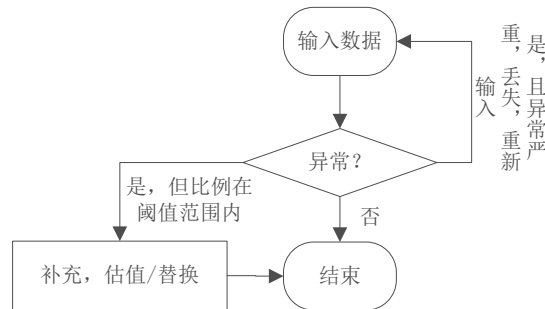 输入数据
是，且异常严
重，丢失，重新
输入
异常？
是，但比例在
阈值范围内
否
补充，估值/替换
结束